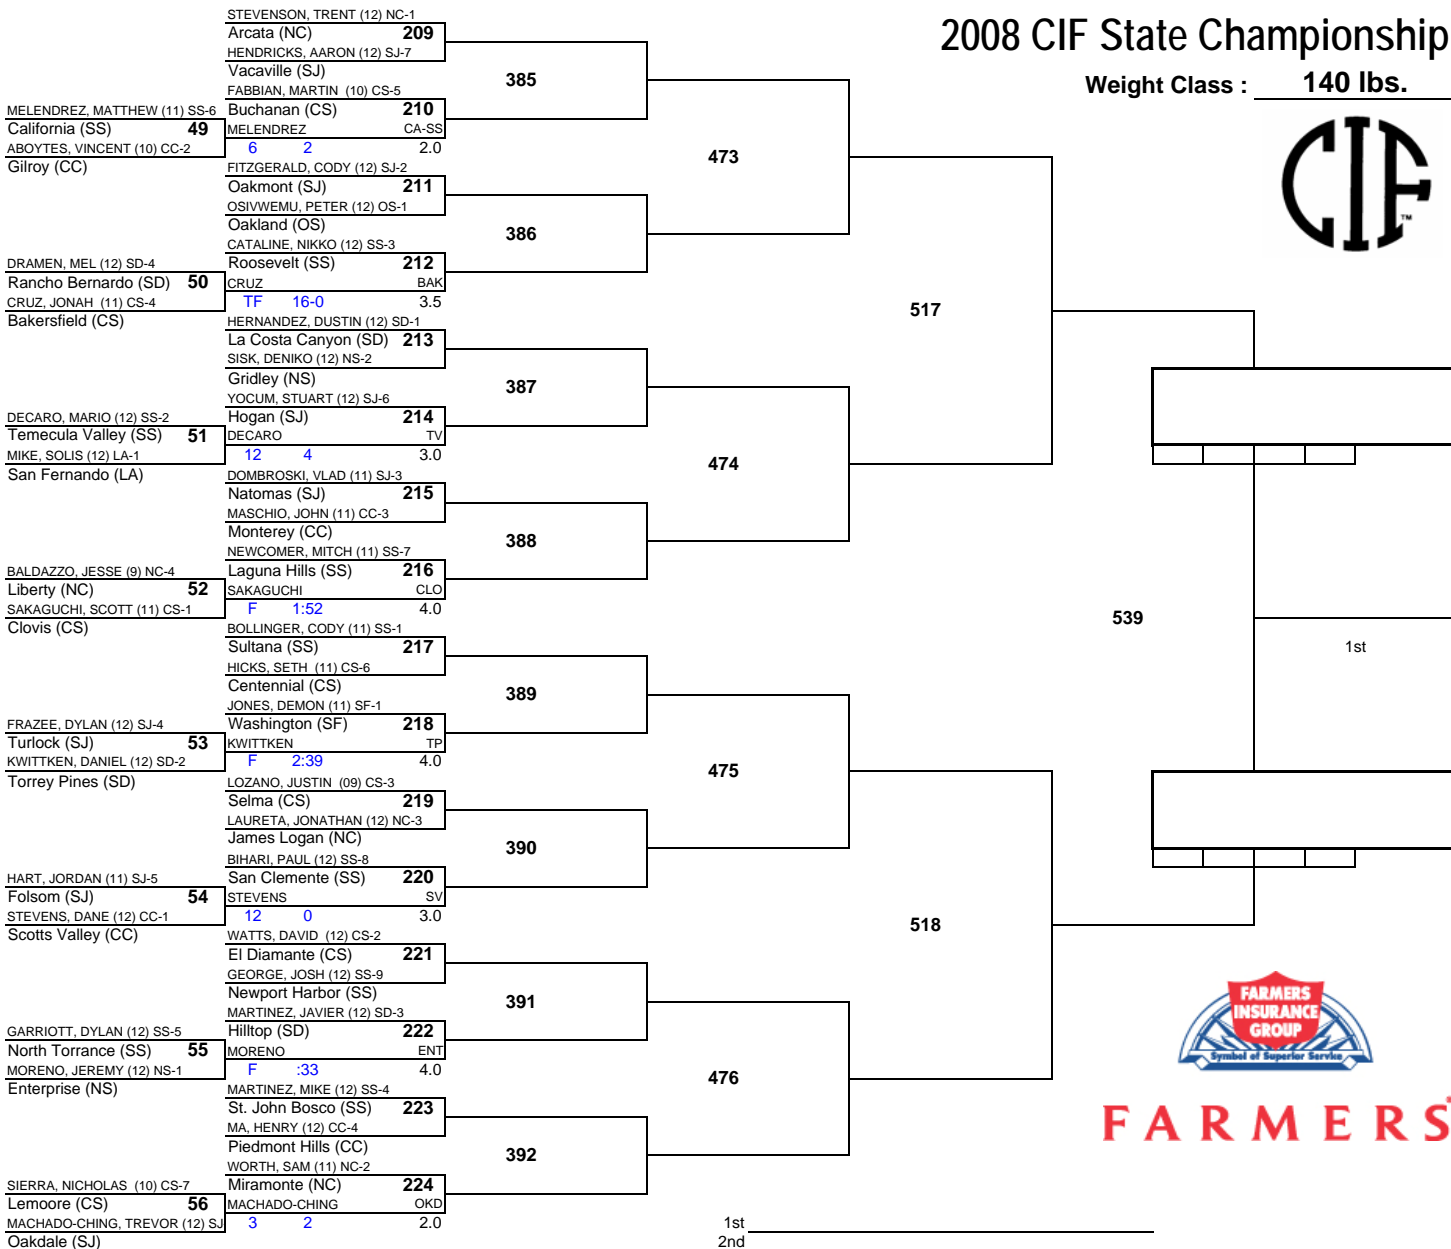 2008 CIF State Championship
Weight Class : 140 lbs.
CIF
TM
MELENDREZ, MATTHEW (11) SS-6
California (SS) 49
ABOYTES, VINCENT (10) CC-2
Gilroy (CC)
DRAMEN, MEL (12) SD-4
Rancho Bernardo (SD) 50
CRUZ, JONAH (11) CS-4
Bakersfield (CS)
DECARO, MARIO (12) SS-2
Temecula Valley (SS) 51
MIKE, SOLIS (12) LA-1
San Fernando (LA)
BALDAZZO, JESSE (9) NC-4
Liberty (NC) 52
SAKAGUCHI, SCOTT (11) CS-1
Clovis (CS)
FRAZEE, DYLAN (12) SJ-4
Turlock (SJ) 53
KWITTKEN, DANIEL (12) SD-2
Torrey Pines (SD)
HART, JORDAN (11) SJ-5
Folsom (SJ) 54
STEVENS, DANE (12) CC-1
Scotts Valley (CC)
GARRIOTT, DYLAN (12) SS-5
North Torrance (SS) 55
MORENO, JEREMY (12) NS-1
Enterprise (NS)
SIERRA, NICHOLAS (10) CS-7
Lemoore (CS) 56
MACHADO-CHING, TREVOR (12) SJ
Oakdale (SJ)
STEVENSON, TRENT (12) NC-1
Arcata (NC) 209
HENDRICKS, AARON (12) SJ-7
Vacaville (SJ)
FABBIAN, MARTIN (10) CS-5
Buchanan (CS) 210
MELENDREZ CA-SS
6 2 2.0
FITZGERALD, CODY (12) SJ-2
Oakmont (SJ) 211
OSIVWEMU, PETER (12) OS-1
Oakland (OS)
CATALINE, NIKKO (12) SS-3
Roosevelt (SS) 212
CRUZ BAK
TF 16-0 3.5
HERNANDEZ, DUSTIN (12) SD-1
La Costa Canyon (SD) 213
SISK, DENIKO (12) NS-2
Gridley (NS)
YOCUM, STUART (12) SJ-6
Hogan (SJ) 214
DECARO TV
12 4 3.0
DOMBROSKI, VLAD (11) SJ-3
Natomas (SJ) 215
MASCHIO, JOHN (11) CC-3
Monterey (CC)
NEWCOMER, MITCH (11) SS-7
Laguna Hills (SS) 216
SAKAGUCHI CLO
F 1:52 4.0
BOLLINGER, CODY (11) SS-1
Sultana (SS) 217
HICKS, SETH (11) CS-6
Centennial (CS)
JONES, DEMON (11) SF-1
Washington (SF) 218
KWITTKEN TP
F 2:39 4.0
LOZANO, JUSTIN (09) CS-3
Selma (CS) 219
LAURETA, JONATHAN (12) NC-3
James Logan (NC)
BIHARI, PAUL (12) SS-8
San Clemente (SS) 220
STEVENS SV
12 0 3.0
WATTS, DAVID (12) CS-2
El Diamante (CS) 221
GEORGE, JOSH (12) SS-9
Newport Harbor (SS)
MARTINEZ, JAVIER (12) SD-3
Hilltop (SD) 222
MORENO ENT
F :33 4.0
MARTINEZ, MIKE (12) SS-4
St. John Bosco (SS) 223
MA, HENRY (12) CC-4
Piedmont Hills (CC)
WORTH, SAM (11) NC-2
Miramonte (NC) 224
MACHADO-CHING OKD
3 2 2.0
385
386
387
388
389
390
391
392
473
474
475
476
517
518
539
1st
FARMERS
INSURANCE
GROUP
Symbol of Superior Service
FARMERS
1st
2nd